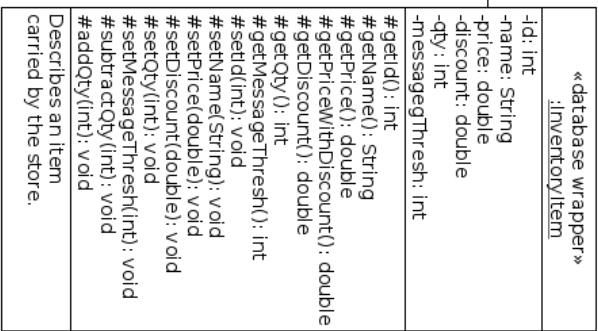 «database wrapper»
:InventoryItem
-id: int
-name: String
-price: double
-discount: double
-qty: int
-messagegThresh: int
#getId(): int
#getName(): String
#getPrice(): double
#getPriceWithDiscount(): double
#getDiscount(): double
#getQty(): int
#getMessageThresh(): int
#setId(int): void
#setName(String): void
#setPrice(double): void
#setDiscount(double): void
#setQty(int): void
#setMessageThresh(int): void
#subtractQty(int): void
#addQty(int): void
Describes an item
carried by the store.